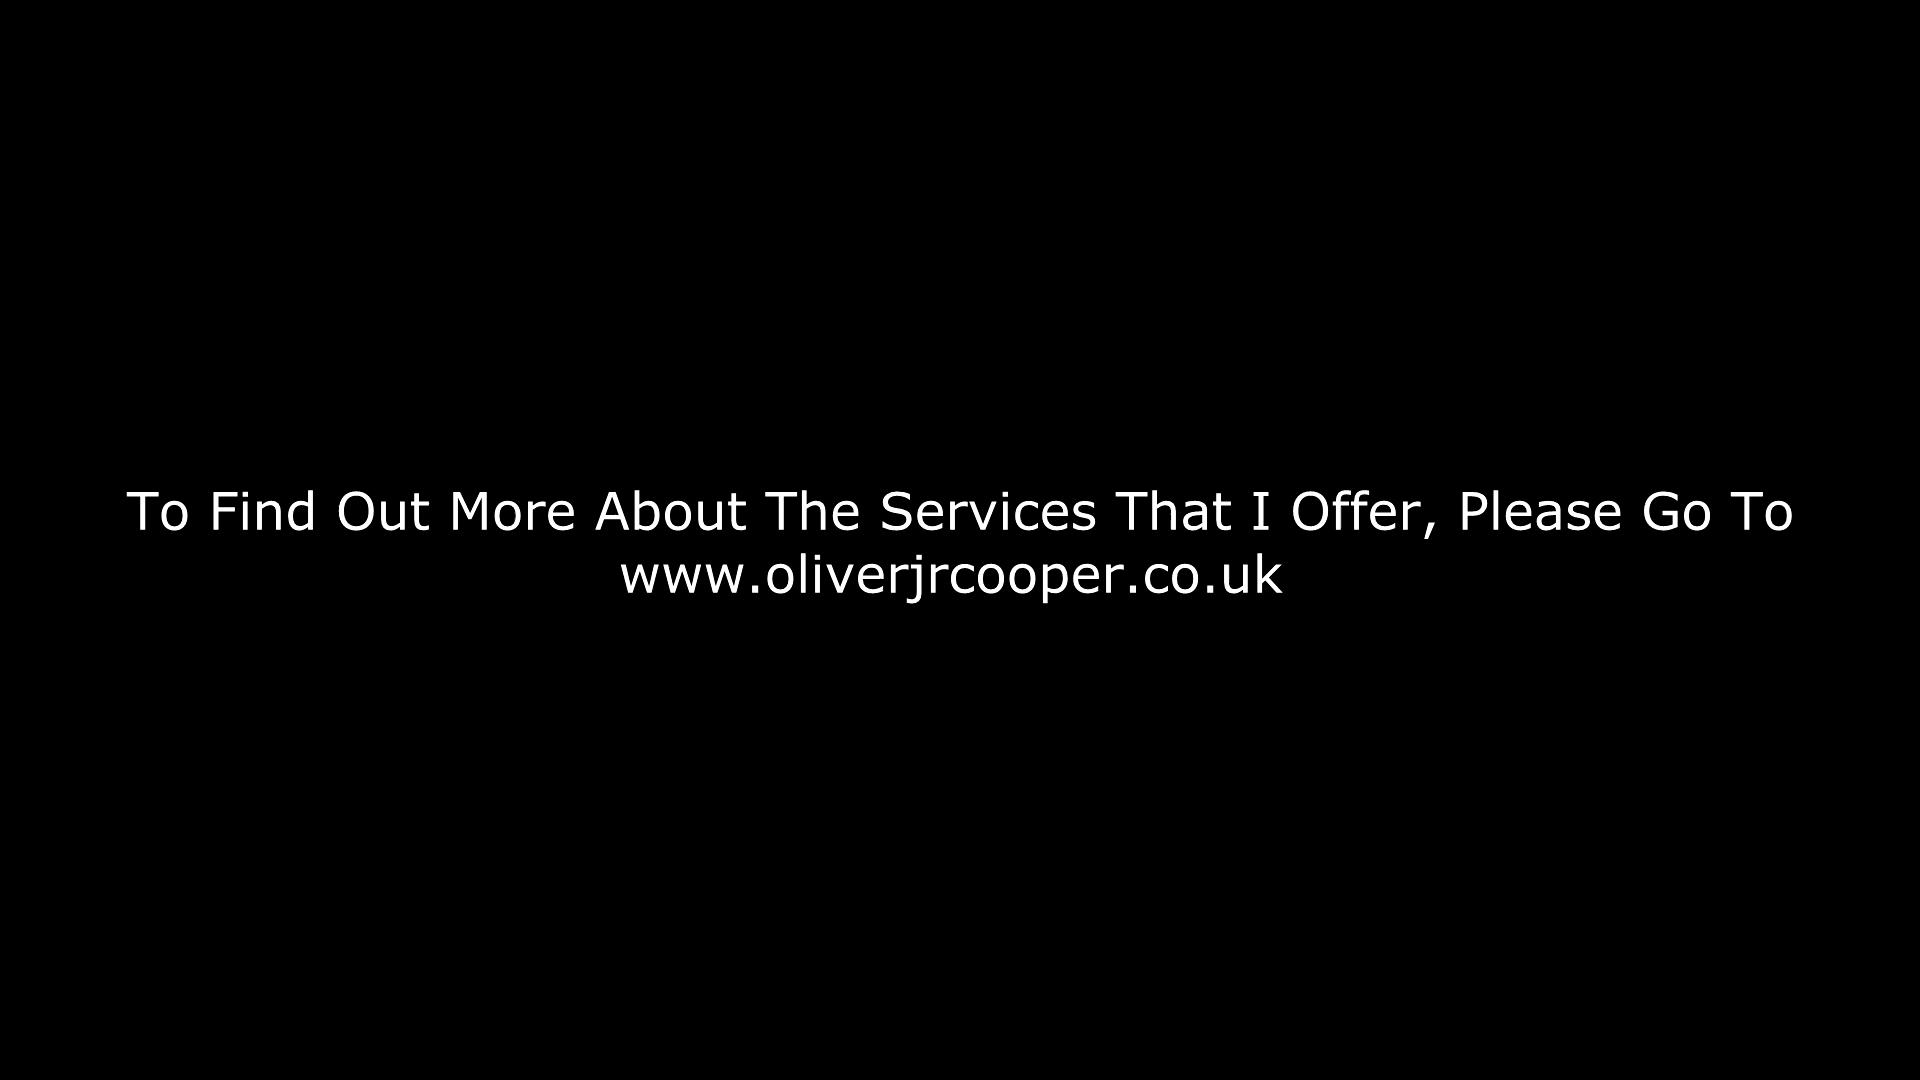 To Find Out More About The Services That I Offer, Please Go To
www.oliverjrcooper.co.uk